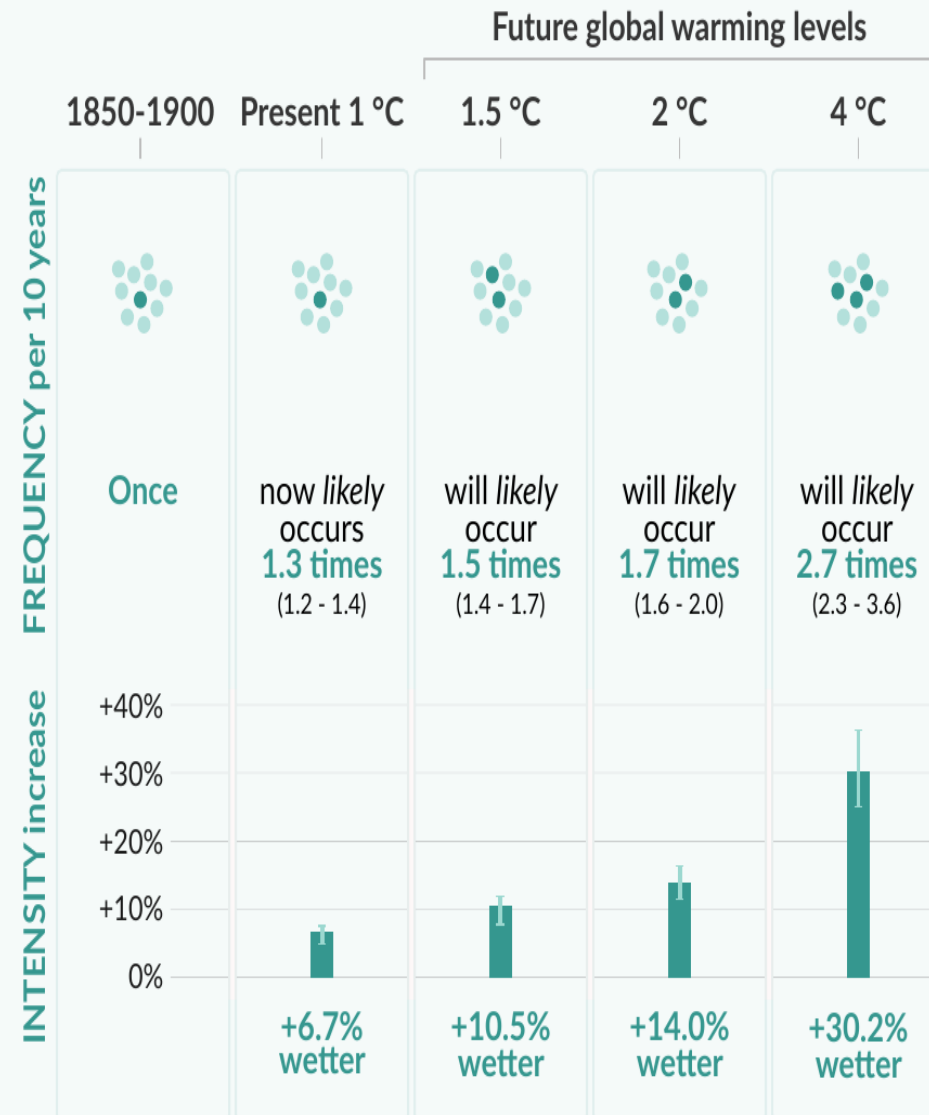 Future global warming levels
1850-1900 Present 1 °C 1.5 °C 2 °C 4 °C
FREQUENCY per 10 years
Once
now likely
occurs
1.3 times
(1.2 - 1.4)
will likely
occur
1.5 times
(1.4 - 1.7)
will likely
occur
1.7 times
(1.6 - 2.0)
will likely
occur
2.7 times
(2.3 - 3.6)
INTENSITY increase
+40%
+30%
+20%
+10%
0%
+6.7%
wetter
+10.5%
wetter
+14.0%
wetter
+30.2%
wetter